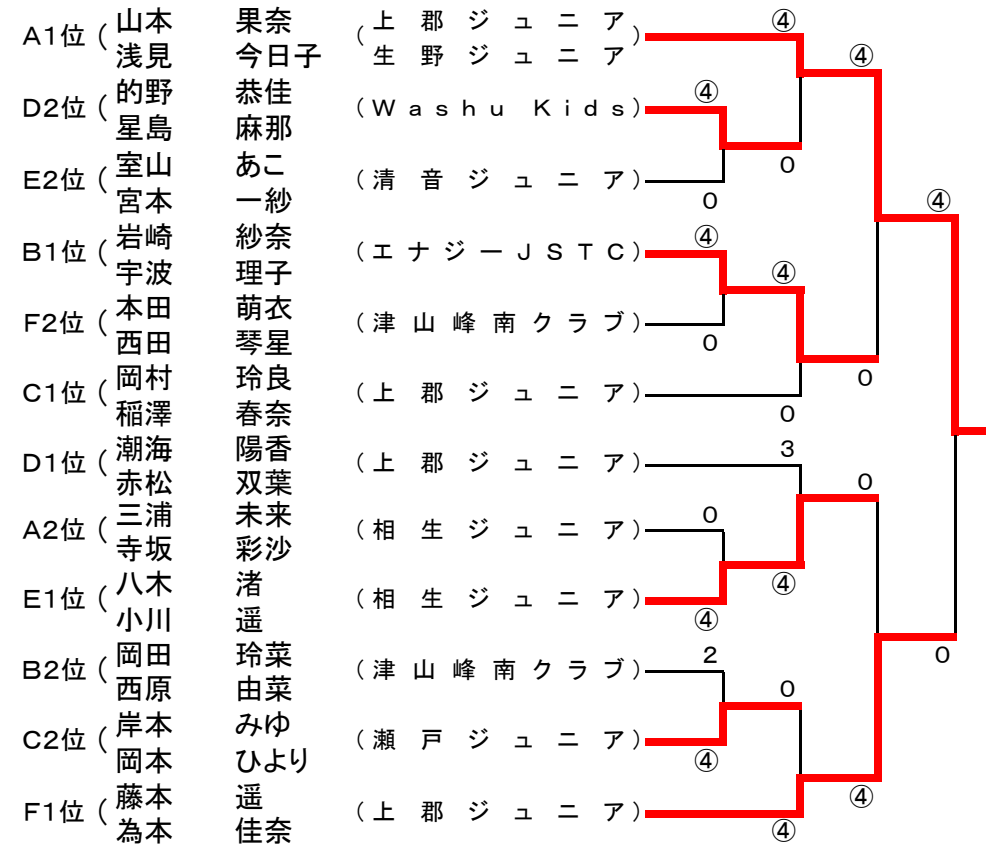 A1位 ( 山本 果奈 ( 上郡ジュニア )
浅見 今日子 生野ジュニア
④
④
D2位 ( 的野 恭佳 ( Washu Kids )
星島 麻那
④
0
E2位 ( 室山 あこ ( 清音ジュニア )
宮本 一紗
0
④
B1位 ( 岩崎 紗奈 ( エナジーJSTC )
宇波 理子
④
④
F2位 ( 本田 萌衣 ( 津山峰南クラブ )
西田 琴星
0
0
C1位 ( 岡村 玲良 ( 上郡ジュニア )
稲澤 春奈
0
D1位 ( 潮海 陽香 ( 上郡ジュニア )
赤松 双葉
3
0
A2位 ( 三浦 未来 ( 相生ジュニア )
寺坂 彩沙
0
④
E1位 ( 八木 渚 ( 相生ジュニア )
小川 遥
④
0
B2位 ( 岡田 玲菜 ( 津山峰南クラブ )
西原 由菜
2
0
C2位 ( 岸本 みゆ ( 瀬戸ジュニア )
岡本 ひより
④
④
F1位 ( 藤本 遥 ( 上郡ジュニア )
為本 佳奈
④